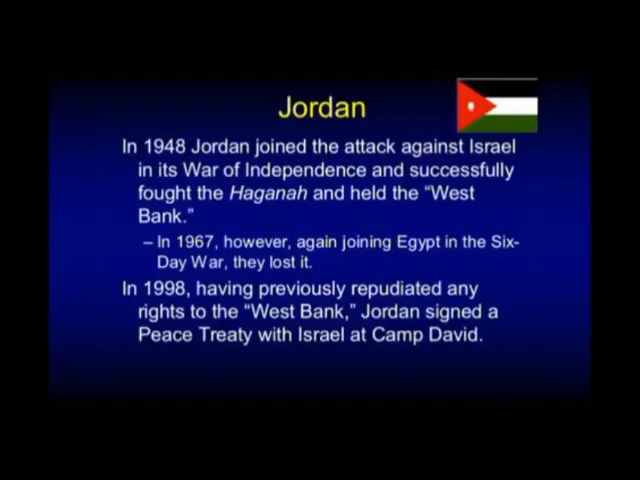 Jordan
In 1948 Jordan joined the attack against Israel
in its War of Independence and successfully
fought the Haganah and held the “West
Bank.”
– In 1967, however, again joining Egypt in the Six-
Day War, they lost it.
In 1998, having previously repudiated any
rights to the “West Bank,” Jordan signed a
Peace Treaty with Israel at Camp David.